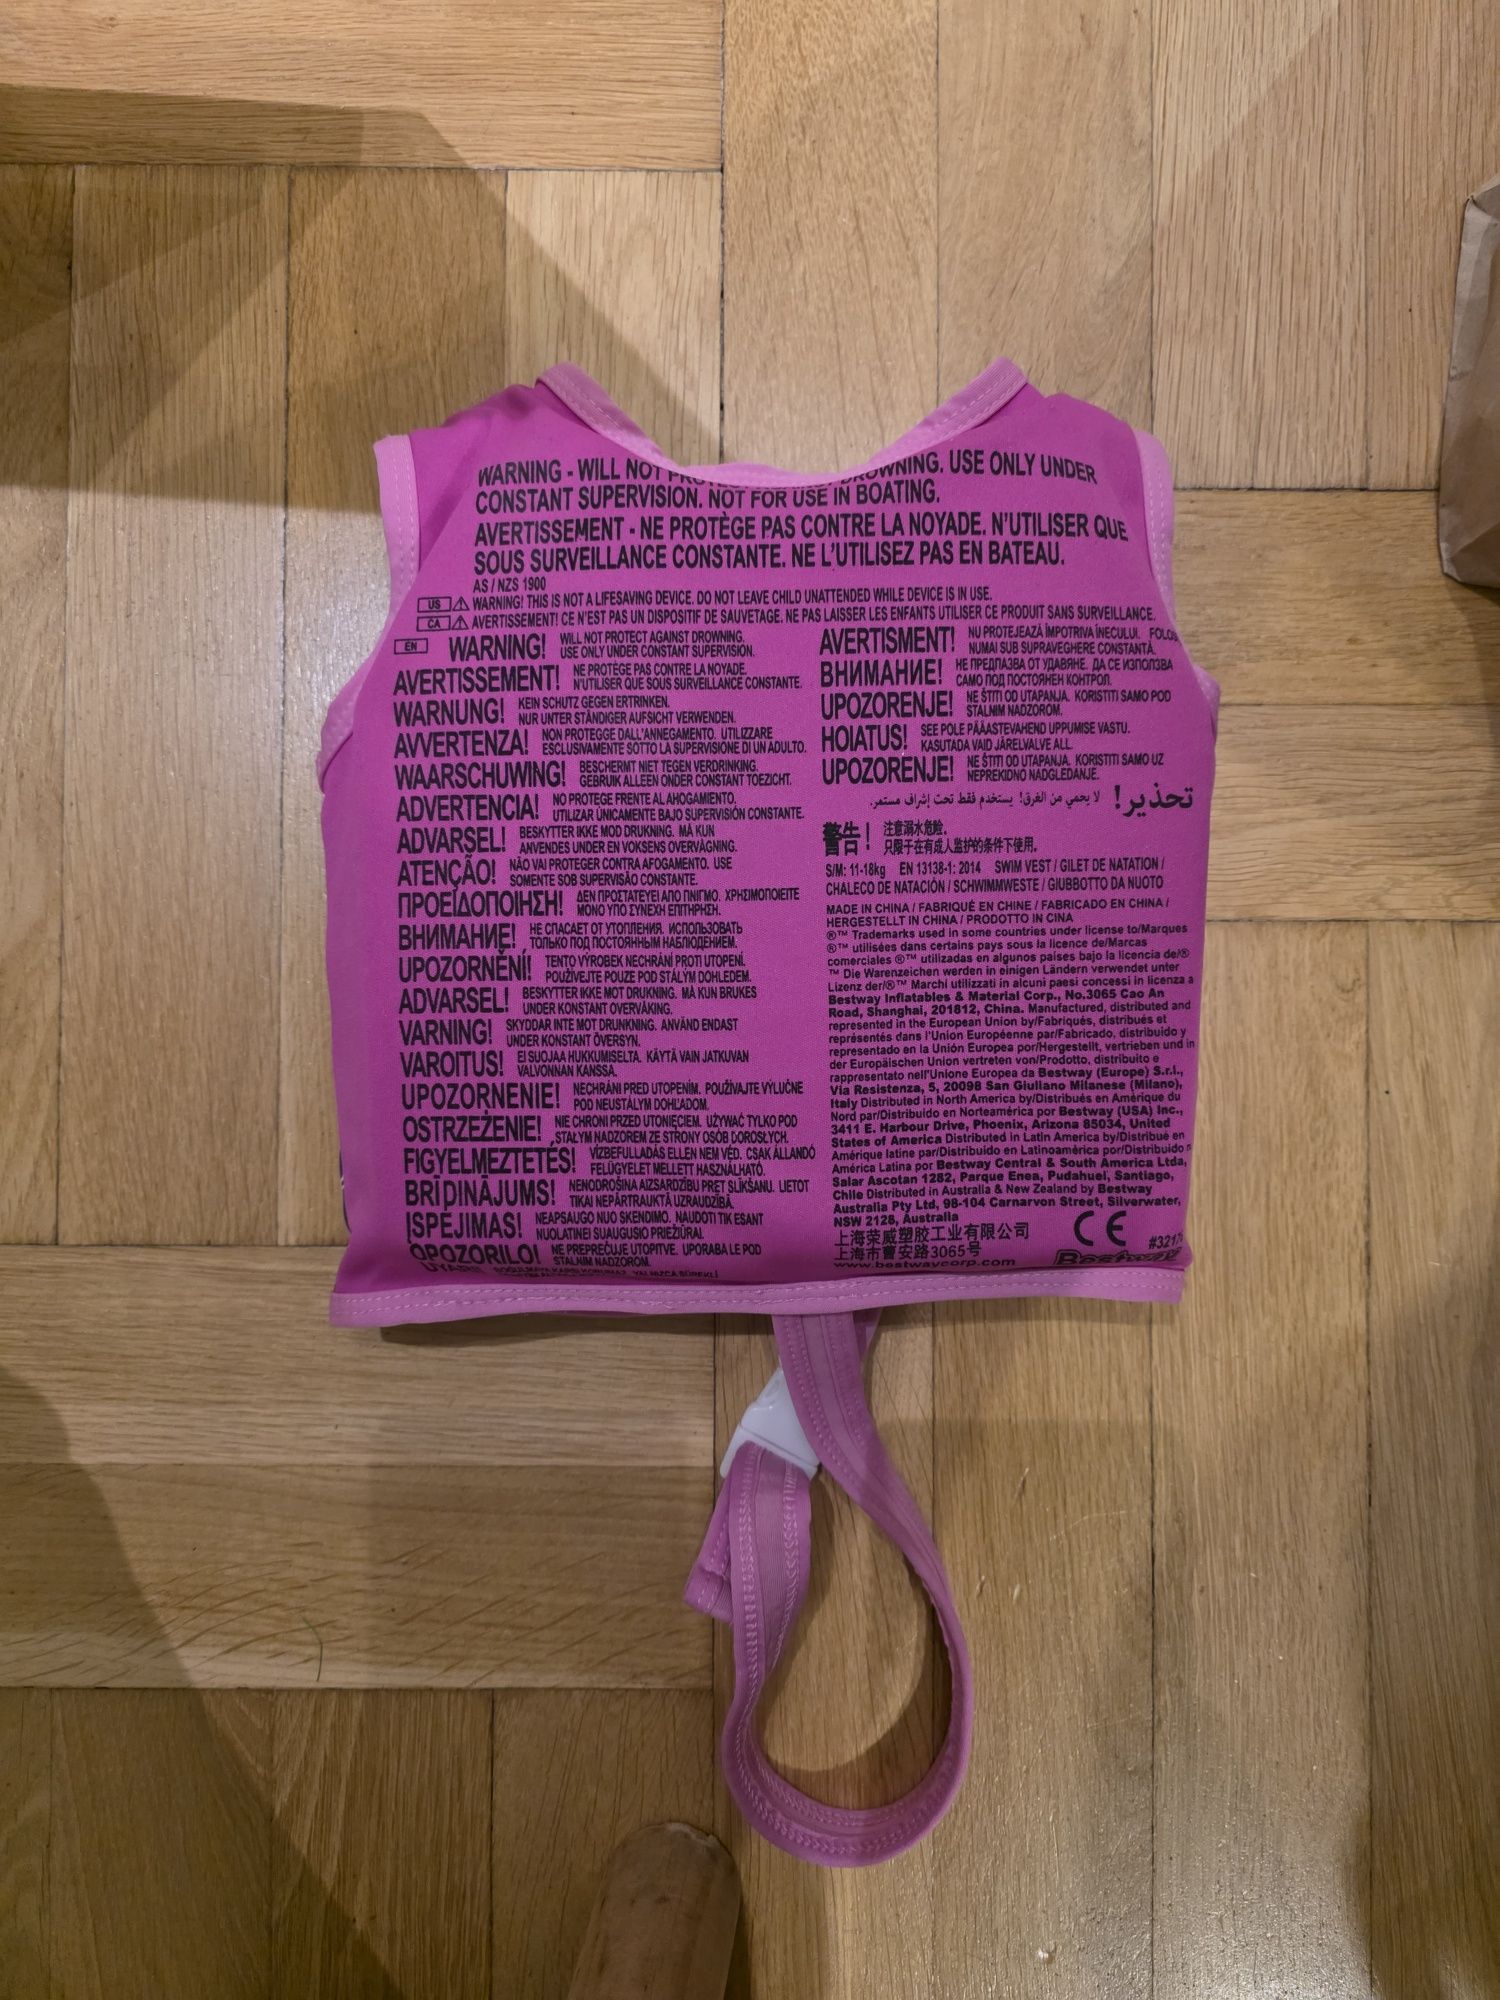 WARNING - WILL NOT DROWNING. USE ONLY UNDER
CONSTANT SUPERVISION. NOT FOR USE IN BOATING.
AVERTISSEMENT - NE PROTÈGE PAS CONTRE LA NOYADE. N'UTILISER QUE
SOUS SURVEILLANCE CONSTANTE. NE L'UTILISEZ PAS EN BATEAU.
AS / NZS 1900
US WARNING! THIS IS NOT A LIFESAVING DEVICE. DO NOT LEAVE CHILD UNATTENDED WHILE DEVICE IS IN USE.
CA AVERTISSEMENT! CE N'EST PAS UN DISPOSITIF DE SAUVETAGE. NE PAS LAISSER LES ENFANTS UTILISER CE PRODUIT SANS SURVEILLANCE.
EN WARNING! WILL NOT PROTECT AGAINST DROWNING.
USE ONLY UNDER CONSTANT SUPERVISION.
AVERTISSEMENT! NE PROTÈGE PAS CONTRE LA NOYADE.
N'UTILISER QUE SOUS SURVEILLANCE CONSTANTE.
WARNUNG! KEIN SCHUTZ GEGEN ERTRINKEN.
NUR UNTER STÄNDIGER AUFSICHT VERWENDEN.
AVVERTENZA! NON PROTEGGE DALL'ANNEGAMENTO. UTILIZZARE
ESCLUSIVAMENTE SOTTO LA SUPERVISIONE DI UN ADULTO.
WAARSCHUWING! BESCHERMT NIET TEGEN VERDRINKING.
GEBRUIK ALLEEN ONDER CONSTANT TOEZICHT.
ADVERTENCIA! NO PROTEGE FRENTE AL AHOGAMIENTO.
UTILIZAR ÚNICAMENTE BAJO SUPERVISIÓN CONSTANTE.
ADVARSEL! BESKYTTER IKKE MOD DRUKNING. MÅ KUN
ANVENDES UNDER EN VOKSENS OVERVÅGNING.
ATENÇÃO! NÃO VAI PROTEGER CONTRA AFOGAMENTO. USE
SOMENTE SOB SUPERVISÃO CONSTANTE.
ΠΡΟΕΙΔΟΠΟΙΗΣΗ! ΔΕΝ ΠΡΟΣΤΑΤΕΥΕΙ ΑΠΟ ΠΝΙΓΜΟ. ΧΡΗΣΙΜΟΠΟΙΕΙΤΕ
ΜΟΝΟ ΥΠΟ ΣΥΝΕΧΗ ΕΠΙΤΗΡΗΣΗ.
ВНИМАНИЕ! НЕ СПАСАЕТ ОТ УТОПЛЕНИЯ. ИСПОЛЬЗОВАТЬ
ТОЛЬКО ПОД ПОСТОЯННЫМ НАБЛЮДЕНИЕМ.
UPOZORNĚNÍ! TENTO VÝROBEK NECHRÁNÍ PROTI UTOPENÍ.
POUŽÍVEJTE POUZE POD STÁLÝM DOHLEDEM.
ADVARSEL! BESKYTTER IKKE MOT DRUKNING. MÅ KUN BRUKES
UNDER KONSTANT OVERVÅKING.
VARNING! SKYDDAR INTE MOT DRUNKNING. ANVÄND ENDAST
UNDER KONSTANT ÖVERSYN.
VAROITUS! EI SUOJAA HUKKUMISELTA. KÄYTÄ VAIN JATKUVAN
VALVONNAN KANSSA.
UPOZORNENIE! NECHRÁNI PRED UTOPENÍM. POUŽÍVAJTE VÝLUČNE
POD NEUSTÁLYM DOHĽADOM.
OSTRZEŻENIE! NIE CHRONI PRZED UTONIĘCIEM. UŻYWAĆ TYLKO POD
STAŁYM NADZOREM ZE STRONY OSÓB DOROSŁYCH.
FIGYELMEZTETÉS! VÍZBEFULLADÁS ELLEN NEM VÉD. CSAK ÁLLANDÓ
FELÜGYELET MELLETT HASZNÁLHATÓ.
BRĪDINĀJUMS! NENODROŠINA AIZSARDZĪBU PRET SLĪKŠANU. LIETOT
TIKAI NEPĀRTRAUKTĀ UZRAUDZĪBĀ.
ĮSPĖJIMAS! NEAPSAUGO NUO SKENDIMO. NAUDOTI TIK ESANT
NUOLATINEI SUAUGUSIO PRIEŽIŪRAI.
OPOZORILO! NE PREPREČUJE UTOPITVE. UPORABA LE POD
STALNIM NADZOROM.
AVERTISMENT! NU PROTEJEAZĂ ÎMPOTRIVA ÎNECULUI.
NUMAI SUB SUPRAVEGHERE CONSTANTĂ.
ВНИМАНИЕ! НЕ ПРЕДПАЗВА ОТ УДАВЯНЕ. ДА СЕ ИЗПОЛЗВА
САМО ПОД ПОСТОЯНЕН КОНТРОЛ.
UPOZORENJE! NE ŠTITI OD UTAPANJA. KORISTITI SAMO POD
STALNIM NADZOROM.
HOIATUS! SEE POLE PÄÄSTEVAHEND UPPUMISE VASTU.
KASUTADA VAID JÄRELVALVE ALL.
UPOZORENJE! NE ŠTITI OD UTAPANJA. KORISTITI SAMO UZ
NEPREKIDNO NADGLEDANJE.
تحذير! لا يحمي من الغرق! يستخدم فقط تحت إشراف مستمر.
警告! 注意溺水危险。
只限于在有成人监护的条件下使用。
S/M: 11-18kg EN 13138-1: 2014 SWIM VEST / GILET DE NATATION /
CHALECO DE NATACIÓN / SCHWIMMWESTE / GIUBBOTTO DA NUOTO
MADE IN CHINA / FABRIQUÉ EN CHINE / FABRICADO EN CHINA /
HERGESTELLT IN CHINA / PRODOTTO IN CINA
®™ Trademarks used in some countries under license to/Marques
®™ utilisées dans certains pays sous la licence de/Marcas
comerciales ®™ utilizadas en algunos países bajo la licencia de/®
™ Die Warenzeichen werden in einigen Ländern verwendet unter
Lizenz der/®™ Marchi utilizzati in alcuni paesi concessi in licenza a
Bestway Inflatables & Material Corp., No.3065 Cao An
Road, Shanghai, 201812, China. Manufactured, distributed and
represented in the European Union by/Fabriqués, distribués et
représentés dans l'Union Européenne par/Fabricado, distribuido y
representado en la Unión Europea por/Hergestellt, vertrieben und in
der Europäischen Union vertreten von/Prodotto, distribuito e
rappresentato nell'Unione Europea da Bestway (Europe) S.r.l.,
Via Resistenza, 5, 20098 San Giuliano Milanese (Milano),
Italy Distributed in North America by/Distribués en Amérique du
Nord par/Distribuido en Norteamérica por Bestway (USA) Inc.,
3411 E. Harbour Drive, Phoenix, Arizona 85034, United
States of America Distributed in Latin America by/Distribué en
Amérique latine par/Distribuido en Latinoamérica por/Distribuído
América Latina por Bestway Central & South America Ltda,
Salar Ascotan 1282, Parque Enea, Pudahuel, Santiago,
Chile Distributed in Australia & New Zealand by Bestway
Australia Pty Ltd, 98-104 Carnarvon Street, Silverwater,
NSW 2128, Australia
上海荣威塑胶工业有限公司
上海市曹安路3065号
www.bestwaycorp.com
CE
Bestway